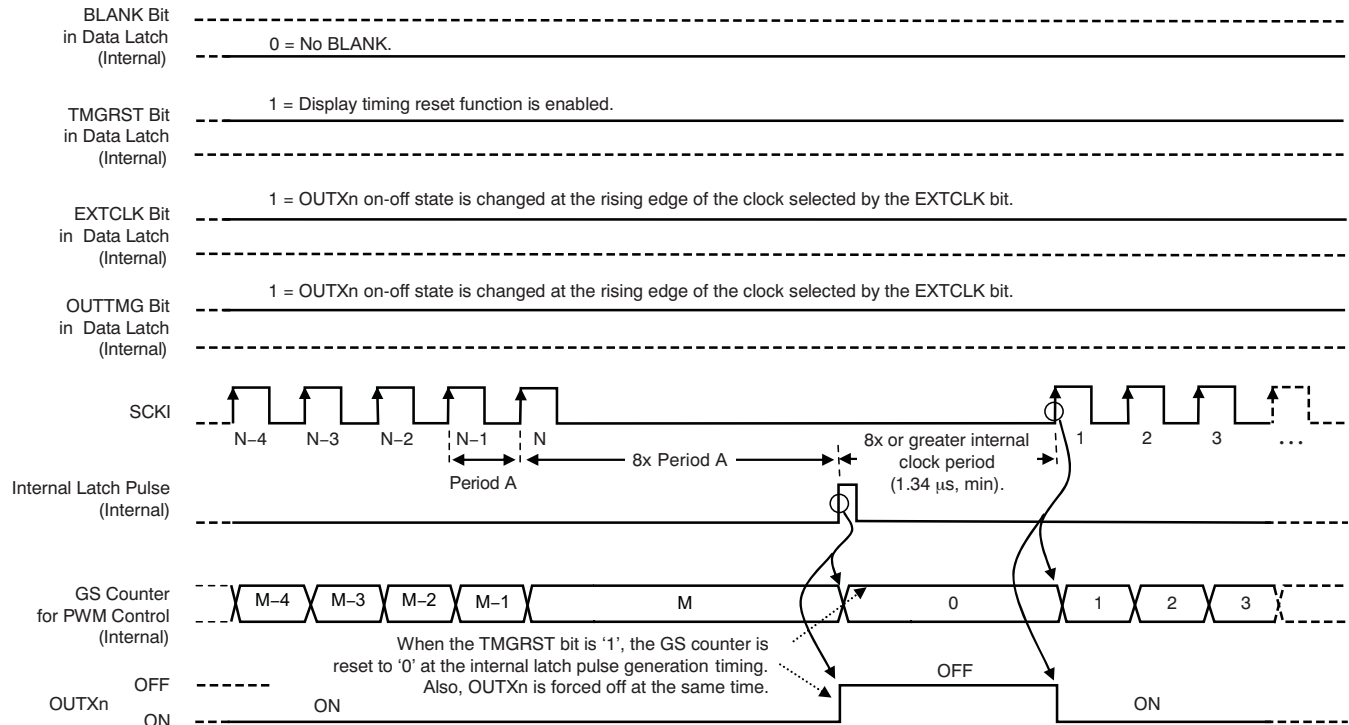 BLANK Bit
in Data Latch
(Internal)
0 = No BLANK.
TMGRST Bit
in Data Latch
(Internal)
1 = Display timing reset function is enabled.
EXTCLK Bit
in Data Latch
(Internal)
1 = OUTXn on-off state is changed at the rising edge of the clock selected by the EXTCLK bit.
OUTTMG Bit
in Data Latch
(Internal)
1 = OUTXn on-off state is changed at the rising edge of the clock selected by the EXTCLK bit.
SCKI
N–4 N–3 N–2 N–1 N 1 2 3 ...
Period A
8x Period A
8x or greater internal
clock period
(1.34 μs, min).
Internal Latch Pulse
(Internal)
GS Counter
for PWM Control
(Internal)
M–4 M–3 M–2 M–1 M 0 1 2 3
When the TMGRST bit is ‘1’, the GS counter is
reset to ‘0’ at the internal latch pulse generation timing.
Also, OUTXn is forced off at the same time.
OUTXn
OFF
ON
ON OFF ON